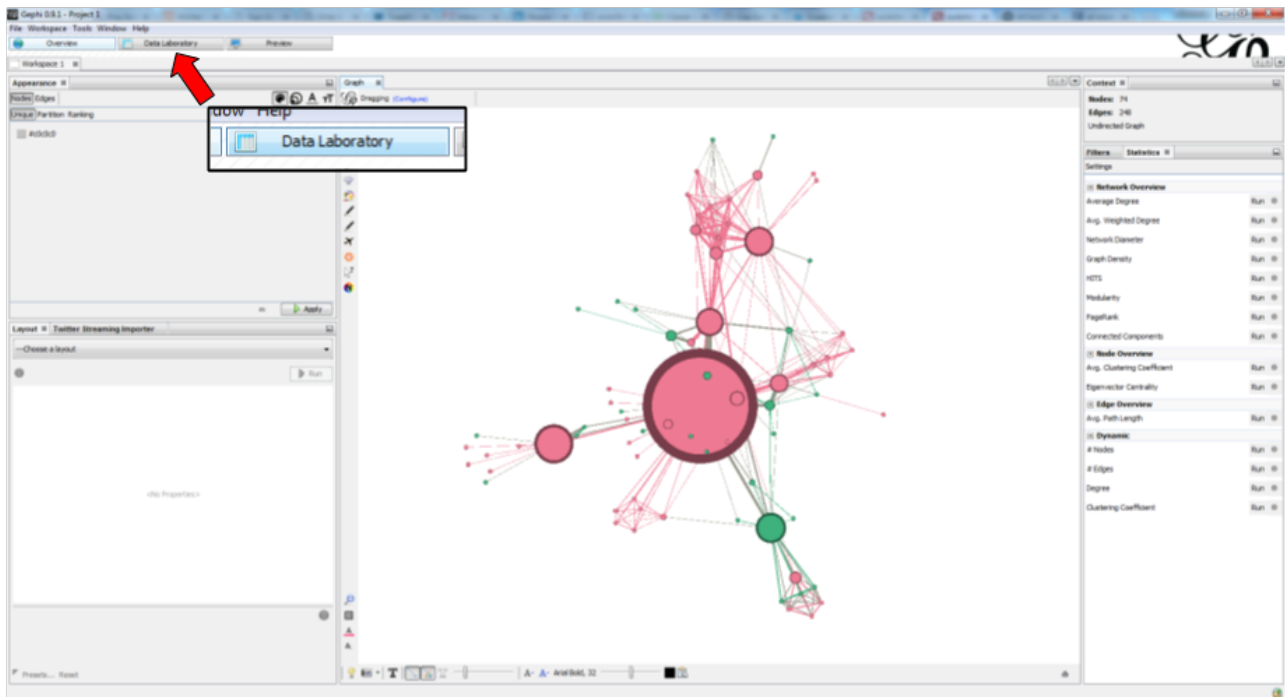 Gephi 0.9.1 - Project 1
File Workspace Tools Window Help
Overview
Data Laboratory
Preview
Workspace 1
Appearance
Nodes Edges
Unique Partition Ranking
#c0c0c0
Apply
Layout
Twitter Streaming Importer
---Choose a layout
Run
<No Properties>
Presets... Reset
dow Help
Data Laboratory
Graph
Dragging (Configure)
Arial Bold, 32
Context
Nodes: 74
Edges: 248
Undirected Graph
Filters
Statistics
Settings
Network Overview
Average Degree Run
Avg. Weighted Degree Run
Network Diameter Run
Graph Density Run
HITS Run
Modularity Run
PageRank Run
Connected Components Run
Node Overview
Avg. Clustering Coefficient Run
Eigenvector Centrality Run
Edge Overview
Avg. Path Length Run
Dynamic
# Nodes Run
# Edges Run
Degree Run
Clustering Coefficient Run